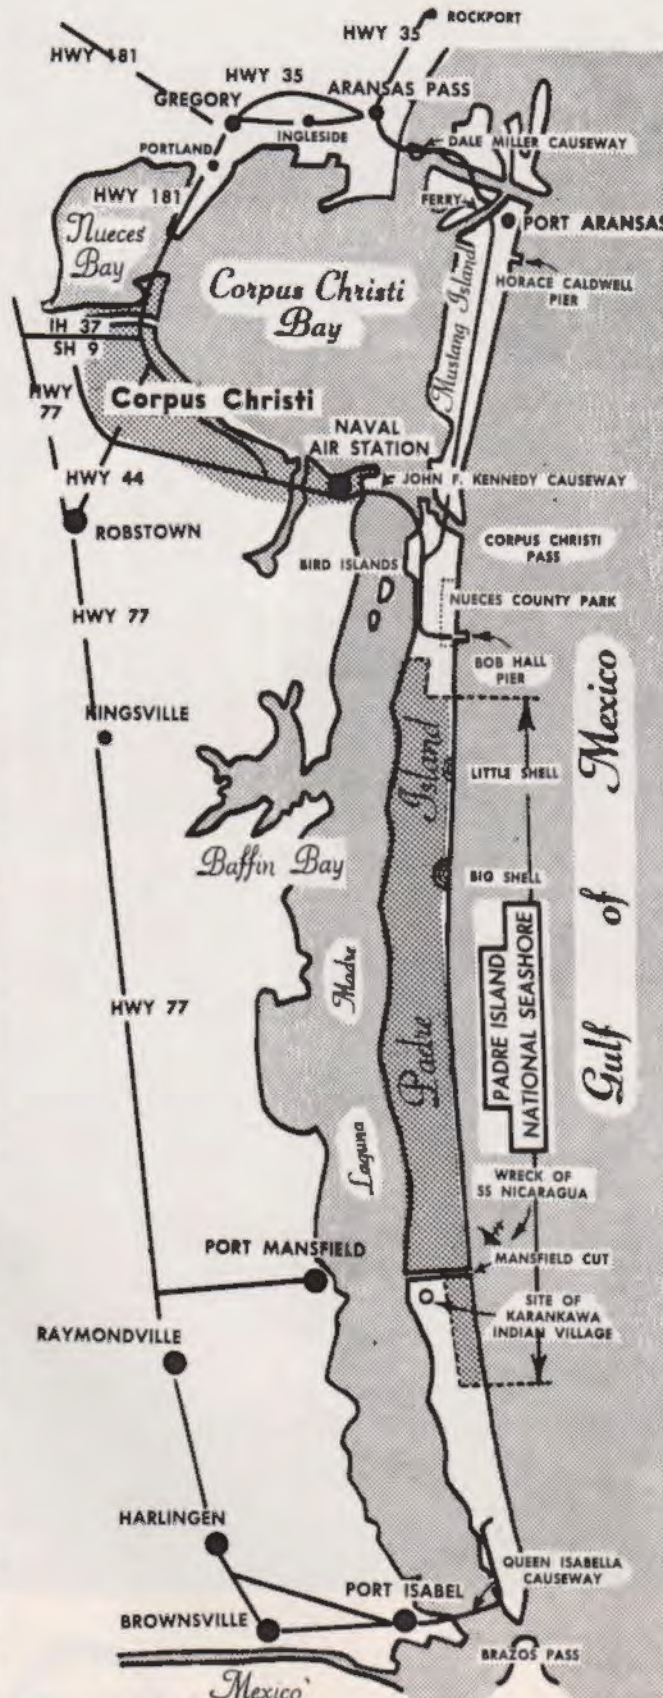 ROCKPORT
HWY 35
HWY 181
HWY 35
ARANSAS PASS
GREGORY
INGLESIDE
DALE MILLER CAUSEWAY
PORTLAND
HWY 181
FERRY
PORT ARANSAS
Nueces
Bay
HORACE CALDWELL
PIER
Corpus Christi
Bay
Mustang Island
IH 37
SH 9
HWY
77
Corpus Christi
NAVAL
AIR STATION
HWY 44
JOHN F. KENNEDY CAUSEWAY
ROBSTOWN
CORPUS CHRISTI
PASS
BIRD ISLANDS
NUECES COUNTY PARK
HWY 77
BOB HALL
PIER
KINGSVILLE
Padre Island
LITTLE SHELL
Gulf of Mexico
Baffin Bay
BIG SHELL
PADRE ISLAND
NATIONAL SEASHORE
Laguna Madre
HWY 77
WRECK OF
SS NICARAGUA
PORT MANSFIELD
MANSFIELD CUT
SITE OF
KARANKAWA
INDIAN VILLAGE
RAYMONDVILLE
HARLINGEN
QUEEN ISABELLA
CAUSEWAY
PORT ISABEL
BROWNSVILLE
BRAZOS PASS
Mexico